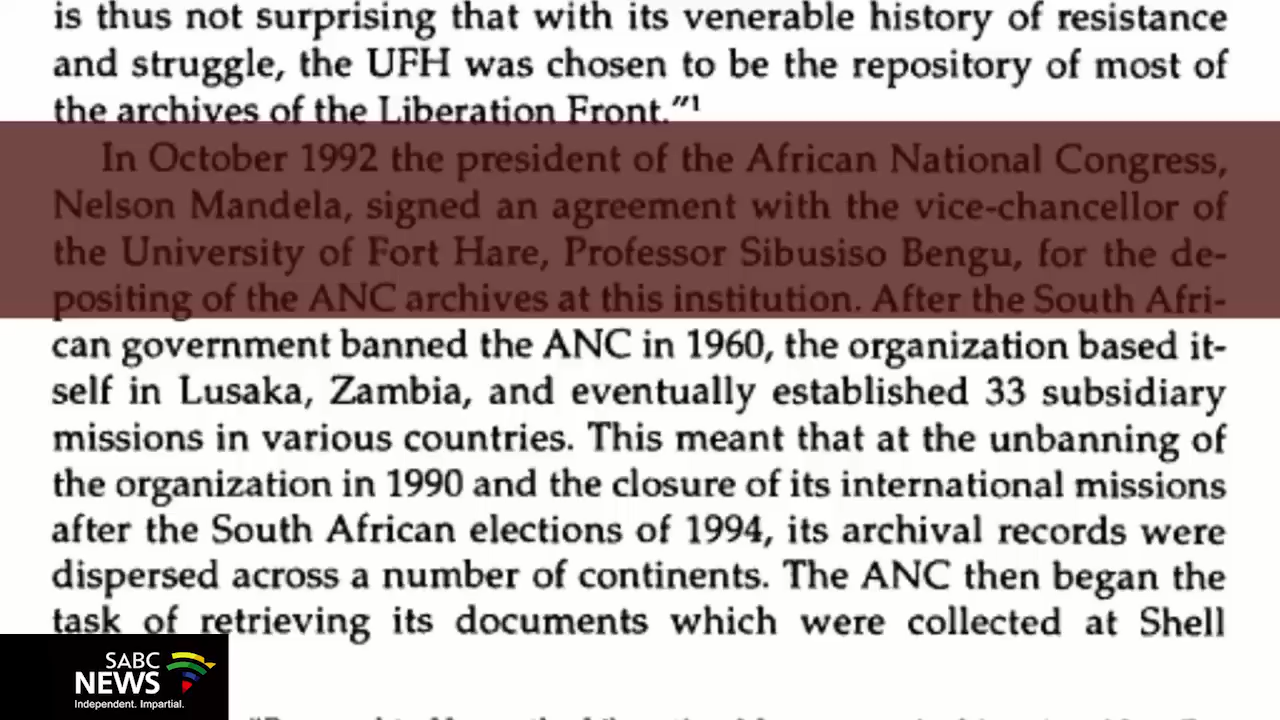 is thus not surprising that with its venerable history of resistance
and struggle, the UFH was chosen to be the repository of most of
the archives of the Liberation Front."¹
In October 1992 the president of the African National Congress,
Nelson Mandela, signed an agreement with the vice-chancellor of
the University of Fort Hare, Professor Sibusiso Bengu, for the de-
positing of the ANC archives at this institution. After the South Afri-
can government banned the ANC in 1960, the organization based it-
self in Lusaka, Zambia, and eventually established 33 subsidiary
missions in various countries. This meant that at the unbanning of
the organization in 1990 and the closure of its international missions
after the South African elections of 1994, its archival records were
dispersed across a number of continents. The ANC then began the
task of retrieving its documents which were collected at Shell
SABC
NEWS
Independent. Impartial.